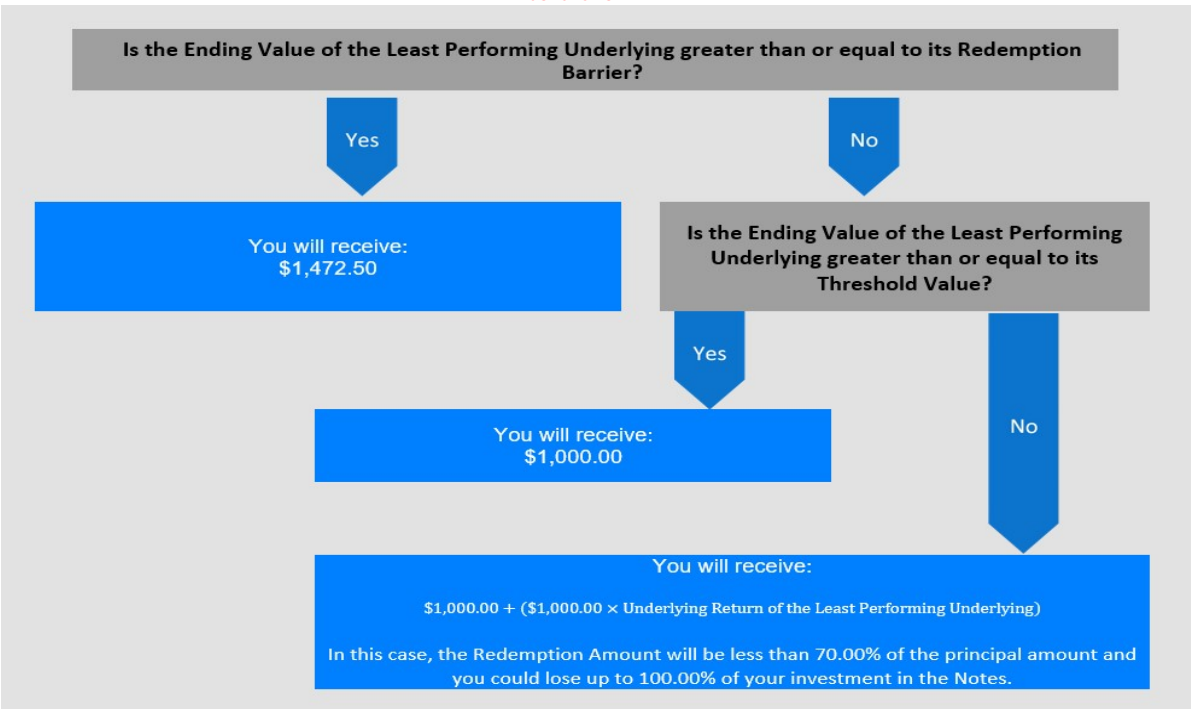 Is the Ending Value of the Least Performing Underlying greater than or equal to its Redemption
Barrier?
Yes
No
You will receive:
$1,472.50
Is the Ending Value of the Least Performing
Underlying greater than or equal to its
Threshold Value?
Yes
No
You will receive:
$1,000.00
You will receive:
$1,000.00 + ($1,000.00 × Underlying Return of the Least Performing Underlying)
In this case, the Redemption Amount will be less than 70.00% of the principal amount and
you could lose up to 100.00% of your investment in the Notes.